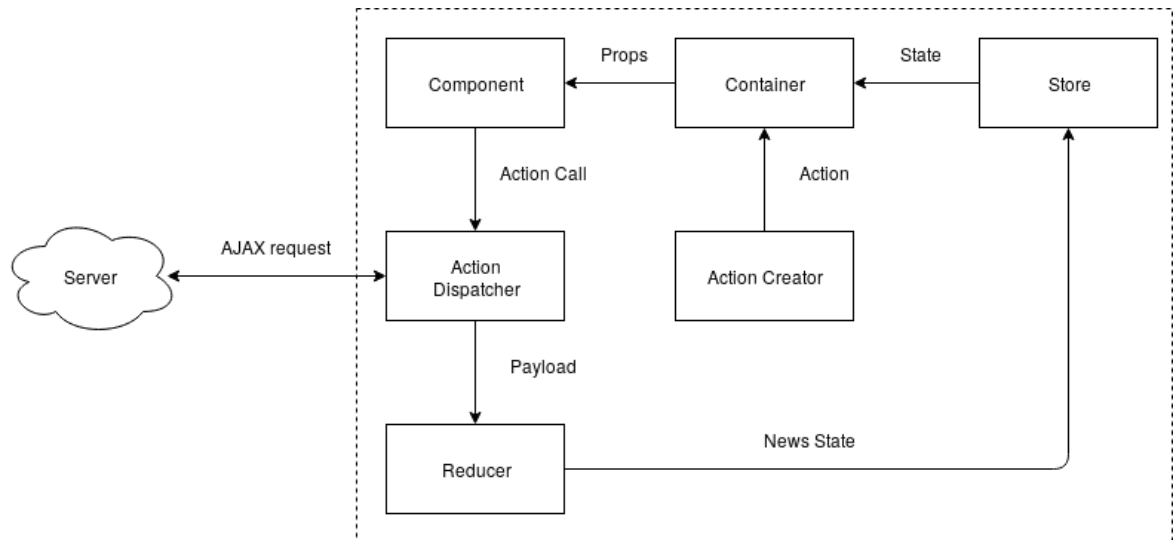 Props
State
Component
Container
Store
Action Call
Action
AJAX request
Server
Action
Dispatcher
Action Creator
Payload
News State
Reducer